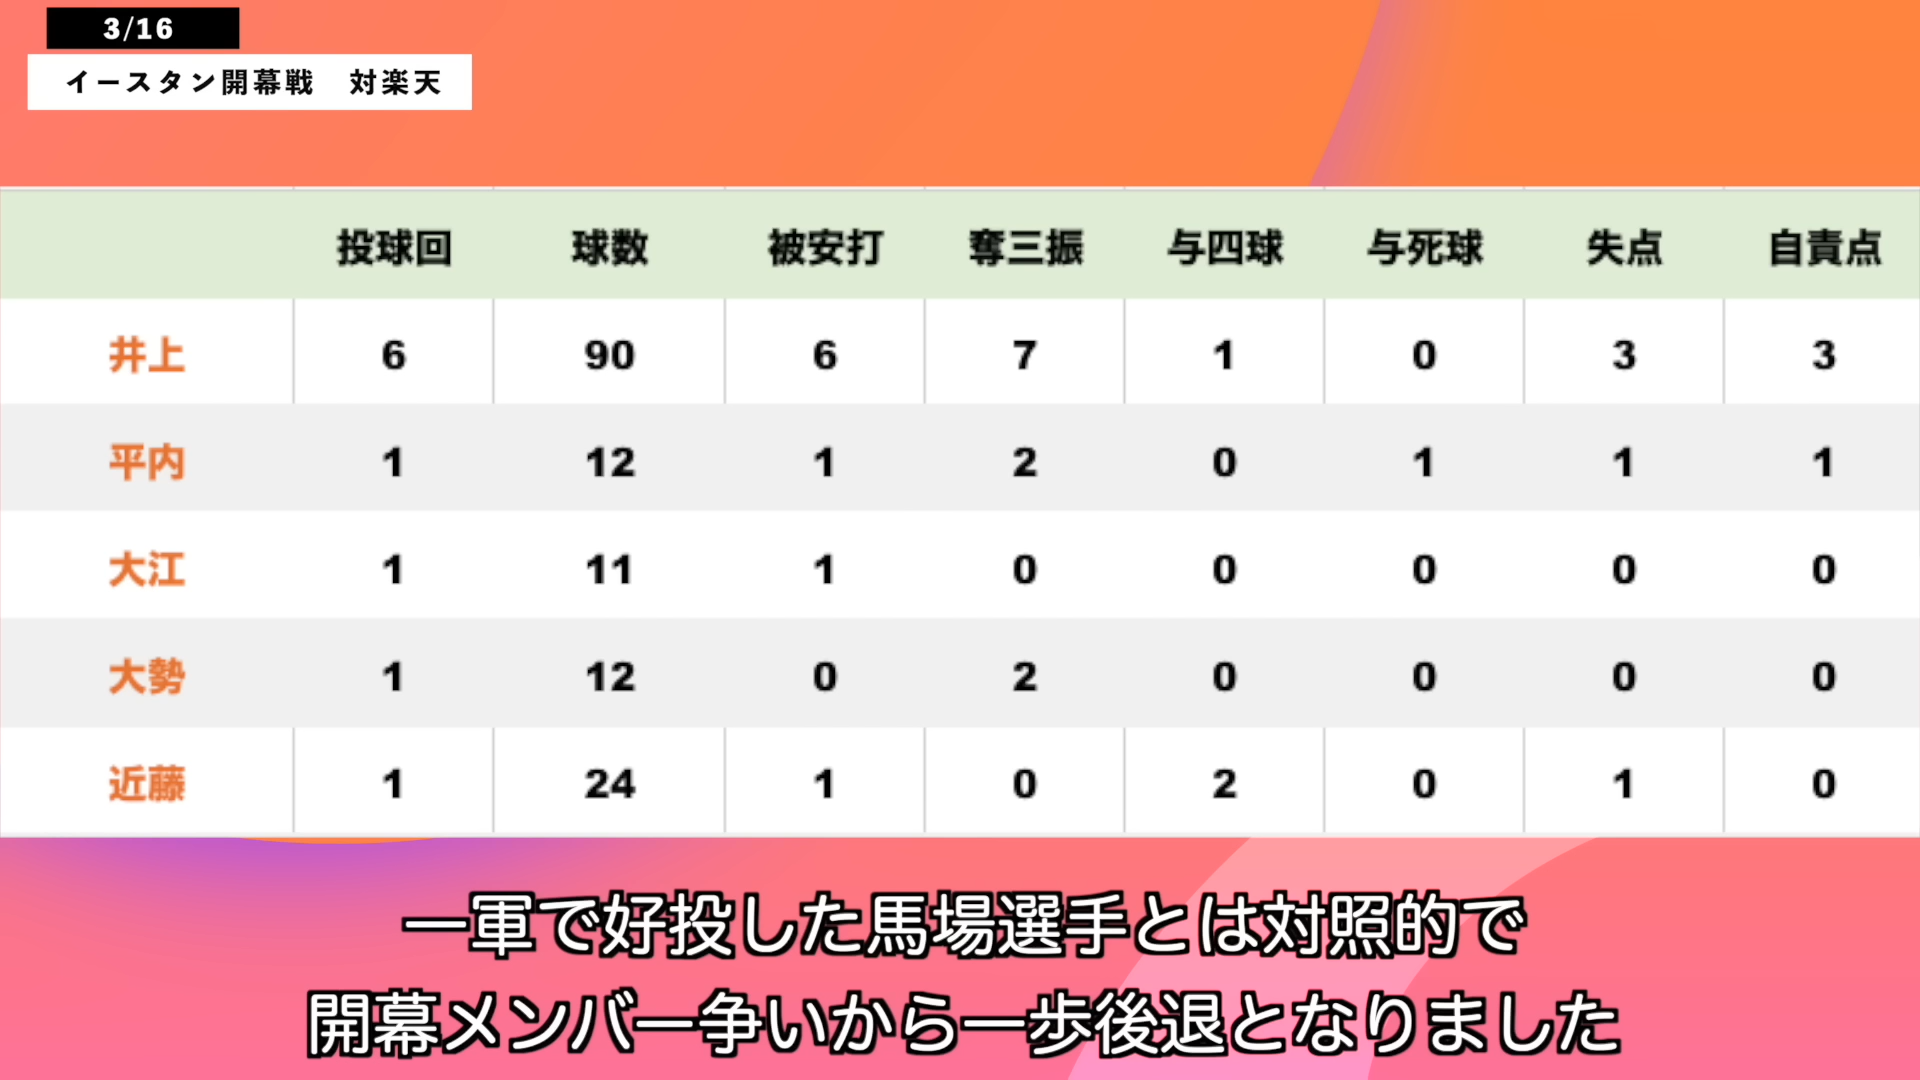 3/16
イースタン開幕戦　対楽天
投球回 球数 被安打 奪三振 与四球 与死球 失点 自責点
井上 6 90 6 7 1 0 3 3
平内 1 12 1 2 0 1 1 1
大江 1 11 1 0 0 0 0 0
大勢 1 12 0 2 0 0 0 0
近藤 1 24 1 0 2 0 1 0
一軍で好投した馬場選手とは対照的で
開幕メンバー争いから一歩後退となりました